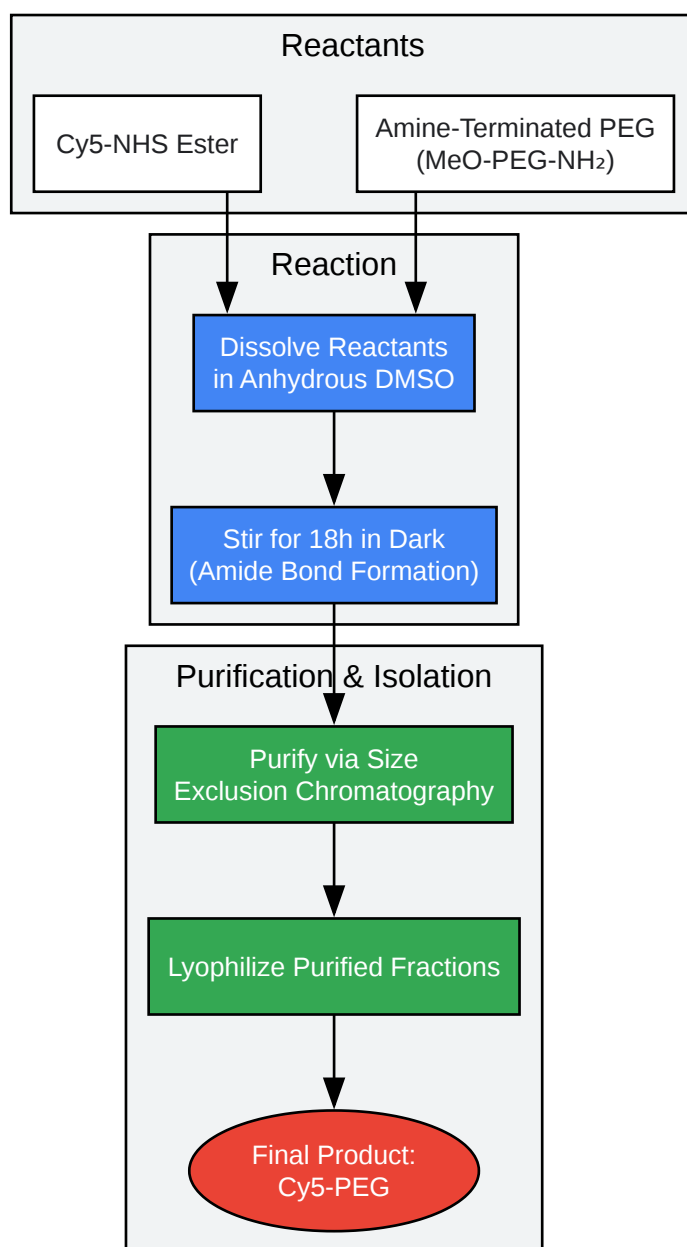 Reactants
Cy5-NHS Ester
Amine-Terminated PEG
(MeO-PEG-NH₂)
Reaction
Dissolve Reactants
in Anhydrous DMSO
Stir for 18h in Dark
(Amide Bond Formation)
Purification & Isolation
Purify via Size
Exclusion Chromatography
Lyophilize Purified Fractions
Final Product:
Cy5-PEG